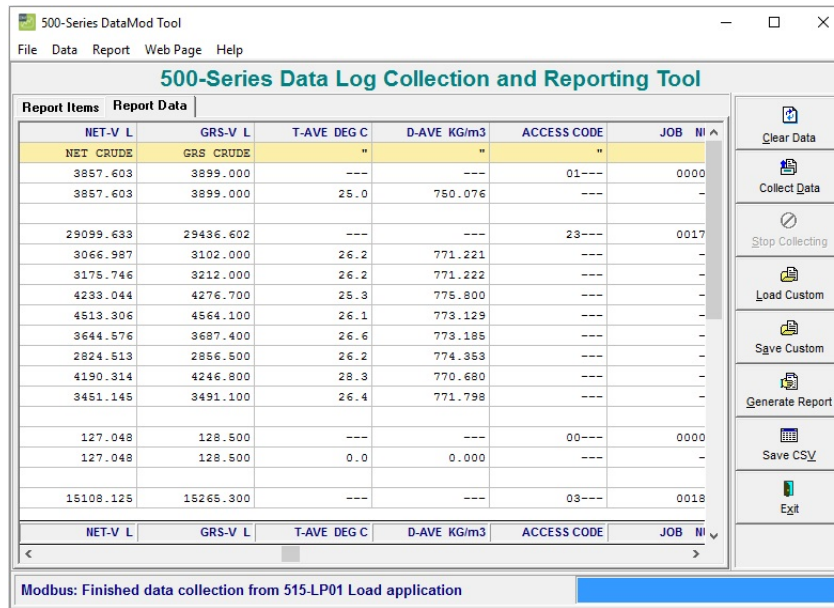 500-Series DataMod Tool
File Data Report Web Page Help
500-Series Data Log Collection and Reporting Tool
Report Items Report Data
NET-V L GRS-V L T-AVE DEG C D-AVE KG/m3 ACCESS CODE JOB
NET CRUDE GRS CRUDE " " "
3857.603 3899.000 --- --- 01--- 0000
3857.603 3899.000 25.0 750.076 --- -
29099.633 29436.602 --- --- 23--- 0017
3066.987 3102.000 26.2 771.221 --- -
3175.746 3212.000 26.2 771.222 --- -
4233.044 4276.700 25.3 775.800 --- -
4513.306 4564.100 26.1 773.129 --- -
3644.576 3687.400 26.6 773.185 --- -
2824.513 2856.500 26.2 774.353 --- -
4190.314 4246.800 28.3 770.680 --- -
3451.145 3491.100 26.4 771.798 --- -
127.048 128.500 --- --- 00--- 0000
127.048 128.500 0.0 0.000 --- -
15108.125 15265.300 --- --- 03--- 0018
NET-V L GRS-V L T-AVE DEG C D-AVE KG/m3 ACCESS CODE JOB
Clear Data
Collect Data
Stop Collecting
Load Custom
Save Custom
Generate Report
Save CSV
Exit
Modbus: Finished data collection from 515-LP01 Load application